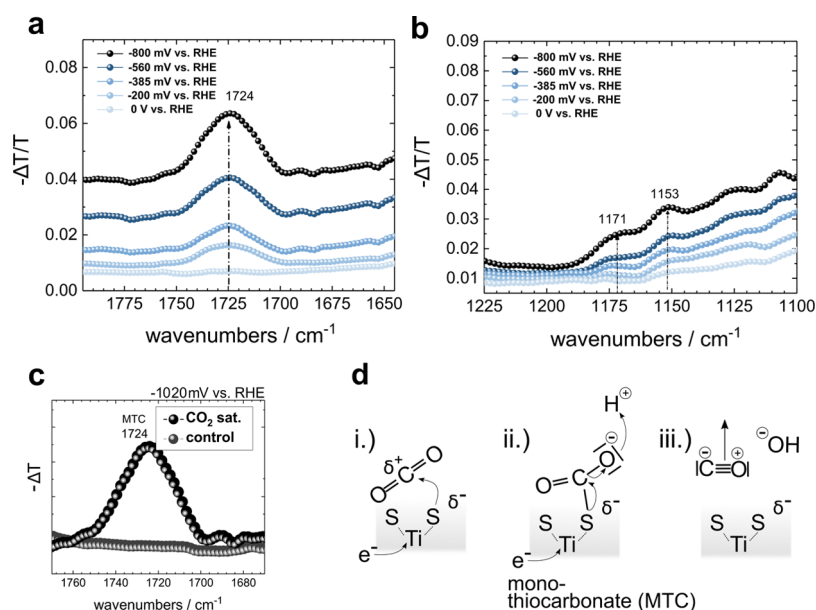 a
-800 mV vs. RHE
-560 mV vs. RHE
-385 mV vs. RHE
-200 mV vs. RHE
0 V vs. RHE
1724
0.08
0.06
0.04
0.02
0.00
-ΔT/T
1775 1750 1725 1700 1675 1650
wavenumbers / cm⁻¹
b
-800 mV vs. RHE
-560 mV vs. RHE
-385 mV vs. RHE
-200 mV vs. RHE
0 V vs. RHE
1171
1153
0.09
0.08
0.07
0.06
0.05
0.04
0.03
0.02
0.01
-ΔT/T
1225 1200 1175 1150 1125 1100
wavenumbers / cm⁻¹
c
-1020mV vs. RHE
MTC
1724
CO₂ sat.
control
-ΔT
1760 1740 1720 1700 1680
wavenumbers / cm⁻¹
d
i.)
δ⁺
O
C
O
S
S
δ⁻
Ti
e⁻
ii.)
H⊕
⊖
O
O
C
S
S
δ⁻
Ti
e⁻
mono-
thiocarbonate (MTC)
iii.)
⊖ ⊕
|C≡O|
⊖OH
S
S
δ⁻
Ti